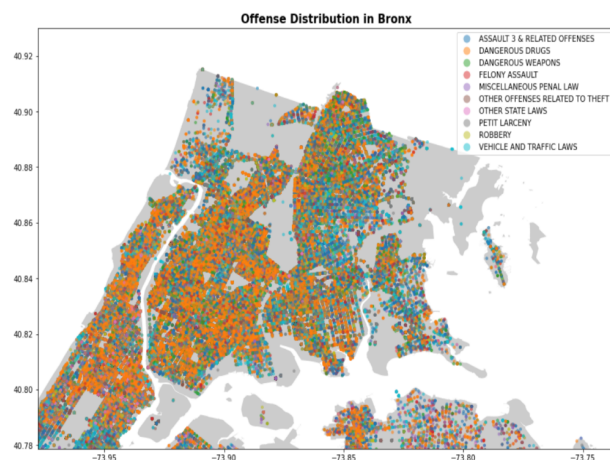 Offense Distribution in Bronx
ASSAULT 3 & RELATED OFFENSES
DANGEROUS DRUGS
DANGEROUS WEAPONS
FELONY ASSAULT
MISCELLANEOUS PENAL LAW
OTHER OFFENSES RELATED TO THEFT
OTHER STATE LAWS
PETIT LARCENY
ROBBERY
VEHICLE AND TRAFFIC LAWS
40.92
40.90
40.88
40.86
40.84
40.82
40.80
40.78
−73.95 −73.90 −73.85 −73.80 −73.75